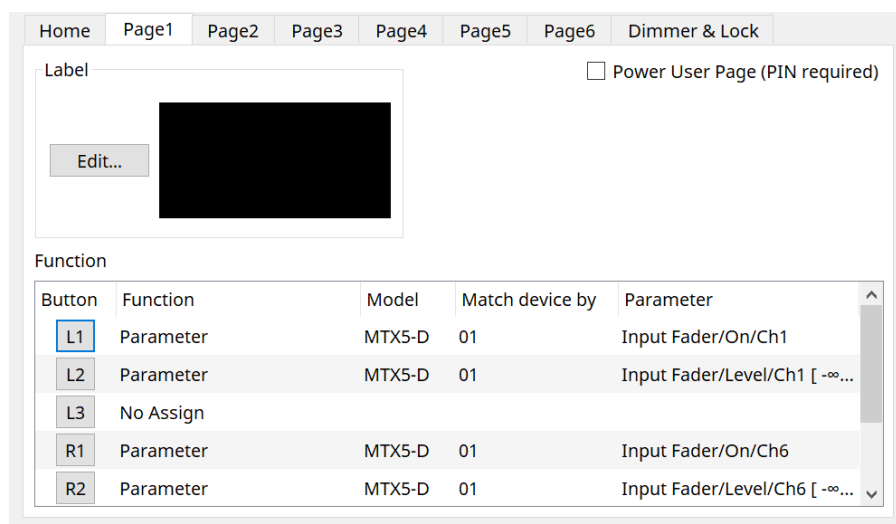 Home Page1 Page2 Page3 Page4 Page5 Page6 Dimmer & Lock
Label
Power User Page (PIN required)
Edit...
Function
Button Function Model Match device by Parameter
L1 Parameter MTX5-D 01 Input Fader/On/Ch1
L2 Parameter MTX5-D 01 Input Fader/Level/Ch1 [ -∞...
L3 No Assign
R1 Parameter MTX5-D 01 Input Fader/On/Ch6
R2 Parameter MTX5-D 01 Input Fader/Level/Ch6 [ -∞...